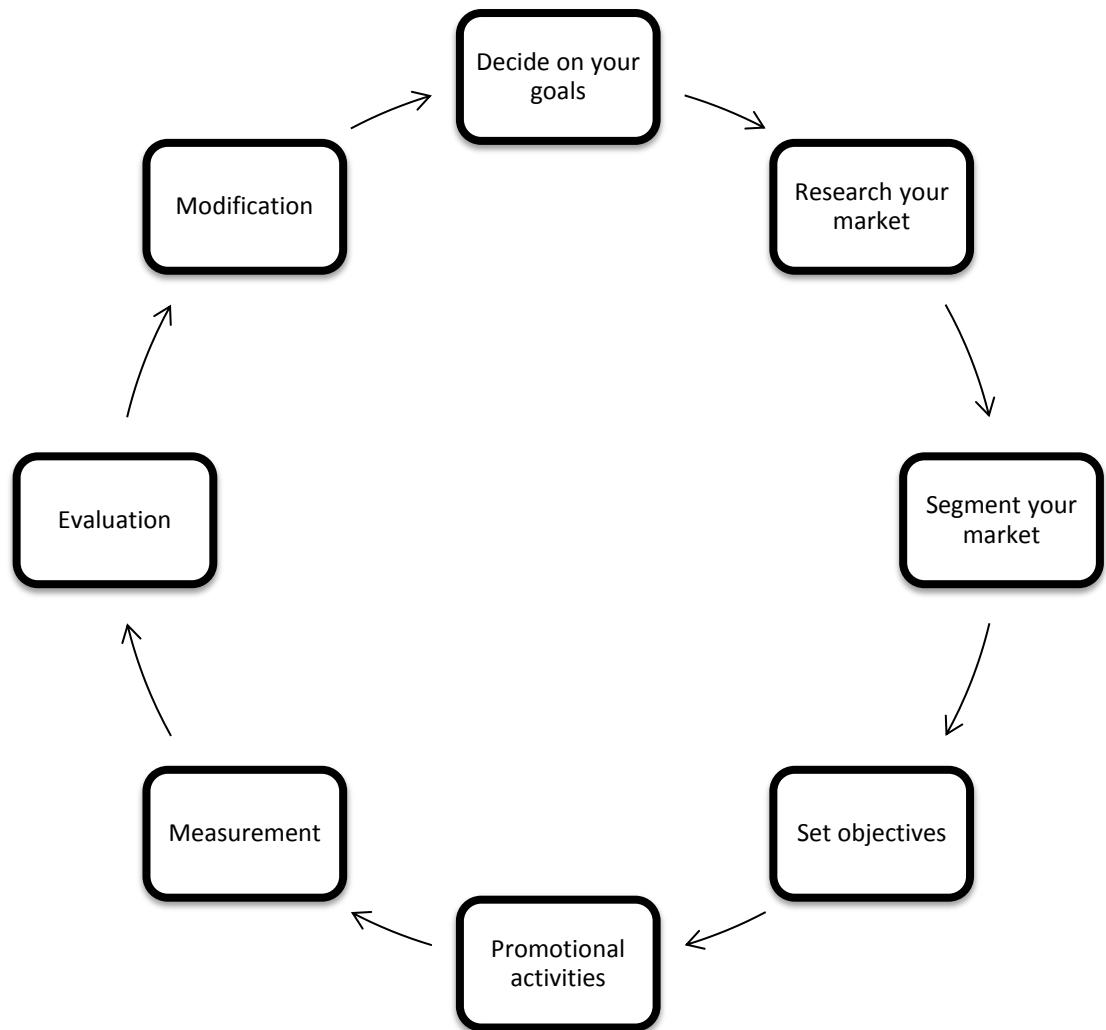 Decide on your
goals
Research your
market
Segment your
market
Set objectives
Promotional
activities
Measurement
Evaluation
Modification